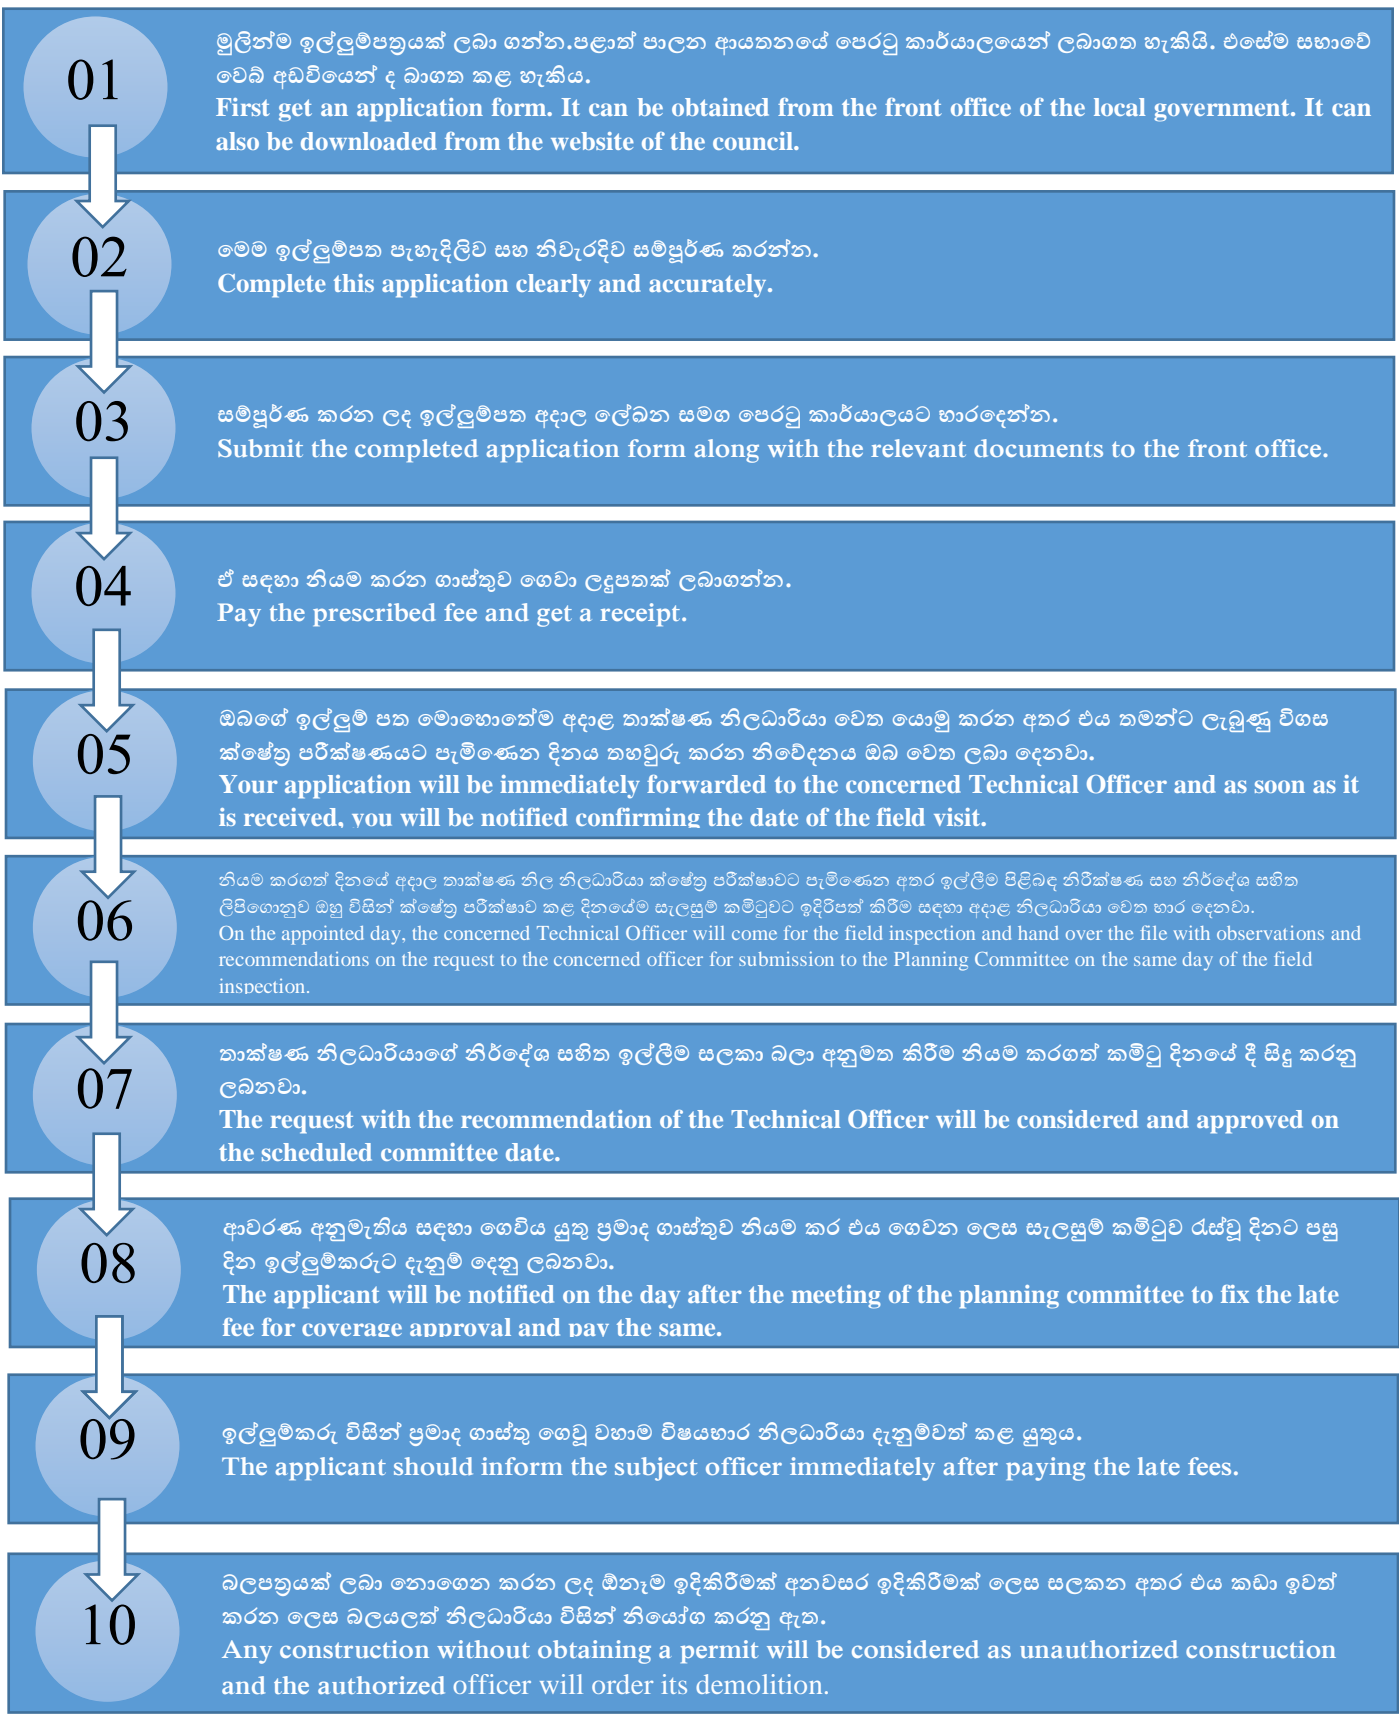 01
මුලින්ම ඉල්ලුම්පත්‍රයක් ලබා ගන්න.පළාත් පාලන ආයතනයේ පෙරටු කාර්යාලයෙන් ලබාගත හැකියි. එසේම සභාවේ
වෙබ් අඩවියෙන් ද බාගත කළ හැකිය.
First get an application form. It can be obtained from the front office of the local government. It can
also be downloaded from the website of the council.
02
මෙම ඉල්ලුම්පත පැහැදිලිව සහ නිවැරදිව සම්පූර්ණ කරන්න.
Complete this application clearly and accurately.
03
සම්පූර්ණ කරන ලද ඉල්ලුම්පත අදාල ලේඛන සමග පෙරටු කාර්යාලයට භාරදෙන්න.
Submit the completed application form along with the relevant documents to the front office.
04
ඒ සඳහා නියම කරන ගාස්තුව ගෙවා ලදුපතක් ලබාගන්න.
Pay the prescribed fee and get a receipt.
05
ඔබගේ ඉල්ලුම් පත මොහොතේම අදාළ තාක්ෂණ නිලධාරියා වෙත යොමු කරන අතර එය තමන්ට ලැබුණු විගස
ක්ෂේත්‍ර පරීක්ෂණයට පැමිණෙන දිනය තහවුරු කරන නිවේදනය ඔබ වෙත ලබා දෙනවා.
Your application will be immediately forwarded to the concerned Technical Officer and as soon as it
is received, you will be notified confirming the date of the field visit.
06
නියම කරගත් දිනයේ අදාල තාක්ෂණ නිල නිලධාරියා ක්ෂේත්‍ර පරීක්ෂාවට පැමිණෙන අතර ඉල්ලීම පිළිබඳ නිරීක්ෂණ සහ නිර්දේශ සහිත
ලිපිගොනුව ඔහු විසින් ක්ෂේත්‍ර පරීක්ෂාව කළ දිනයේම සැලසුම් කමිටුවට ඉදිරිපත් කිරීම සඳහා අදාළ නිලධාරියා වෙත භාර දෙනවා.
On the appointed day, the concerned Technical Officer will come for the field inspection and hand over the file with observations and
recommendations on the request to the concerned officer for submission to the Planning Committee on the same day of the field
inspection.
07
තාක්ෂණ නිලධාරියාගේ නිර්දේශ සහිත ඉල්ලීම සලකා බලා අනුමත කිරීම නියම කරගත් කමිටු දිනයේ දී සිදු කරනු
ලබනවා.
The request with the recommendation of the Technical Officer will be considered and approved on
the scheduled committee date.
08
ආවරණ අනුමැතිය සඳහා ගෙවිය යුතු ප්‍රමාද ගාස්තුව නියම කර එය ගෙවන ලෙස සැලසුම් කමිටුව රැස්වූ දිනට පසු
දින ඉල්ලුම්කරුට දැනුම් දෙනු ලබනවා.
The applicant will be notified on the day after the meeting of the planning committee to fix the late
fee for coverage approval and pay the same.
09
ඉල්ලුම්කරු විසින් ප්‍රමාද ගාස්තු ගෙවූ වහාම විෂයභාර නිලධාරියා දැනුම්වත් කළ යුතුය.
The applicant should inform the subject officer immediately after paying the late fees.
10
බලපත්‍රයක් ලබා නොගෙන කරන ලද ඕනෑම ඉදිකිරීමක් අනවසර ඉදිකිරීමක් ලෙස සලකන අතර එය කඩා ඉවත්
කරන ලෙස බලයලත් නිලධාරියා විසින් නියෝග කරනු ඇත.
Any construction without obtaining a permit will be considered as unauthorized construction
and the authorized officer will order its demolition.